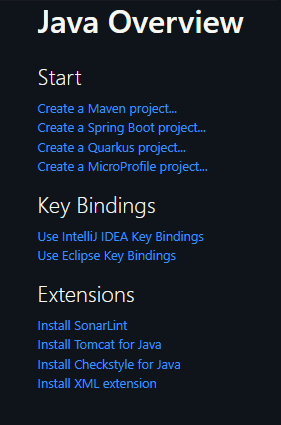 Java Overview
Start
Create a Maven project...
Create a Spring Boot project...
Create a Quarkus project...
Create a MicroProfile project...
Key Bindings
Use IntelliJ IDEA Key Bindings
Use Eclipse Key Bindings
Extensions
Install SonarLint
Install Tomcat for Java
Install Checkstyle for Java
Install XML extension